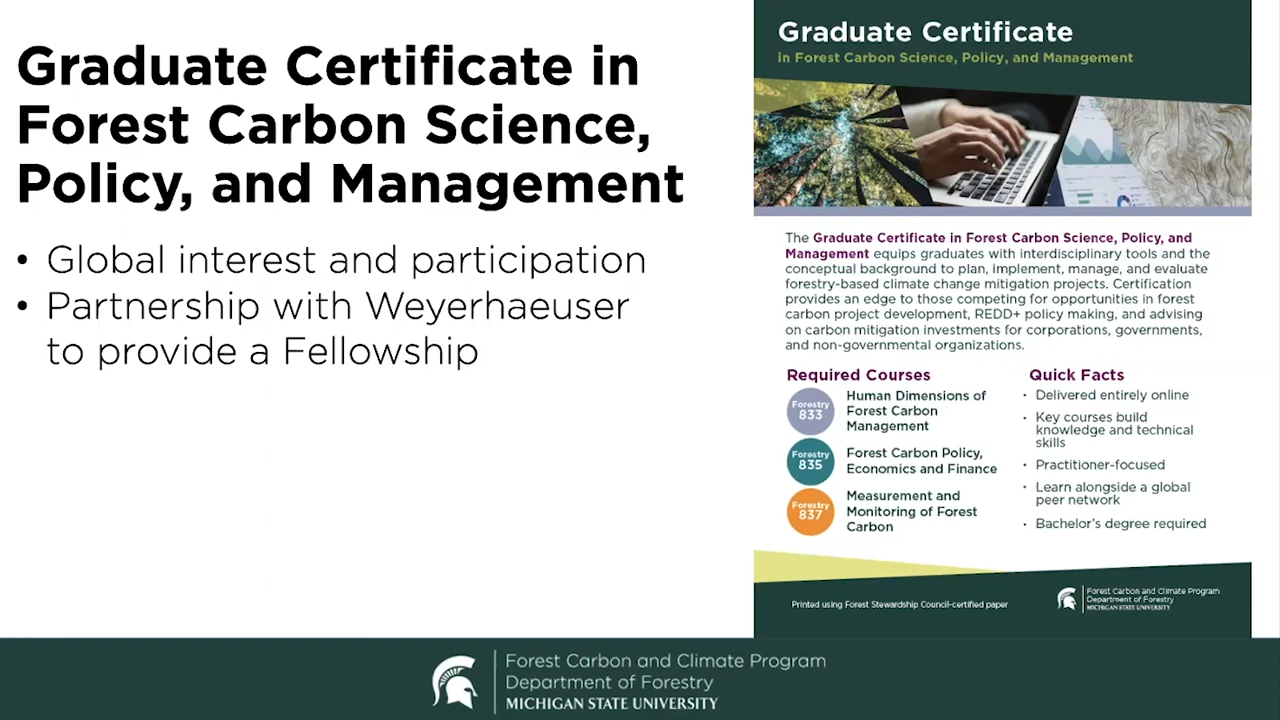 Graduate Certificate in
Forest Carbon Science,
Policy, and Management
• Global interest and participation
• Partnership with Weyerhaeuser
to provide a Fellowship
Graduate Certificate
in Forest Carbon Science, Policy, and Management
The Graduate Certificate in Forest Carbon Science, Policy, and
Management equips graduates with interdisciplinary tools and the
conceptual background to plan, implement, manage, and evaluate
forestry-based climate change mitigation projects. Certification
provides an edge to those competing for opportunities in forest
carbon project development, REDD+ policy making, and advising
on carbon mitigation investments for corporations, governments,
and non-governmental organizations.
Required Courses
Forestry
833
Human Dimensions of
Forest Carbon
Management
Forestry
835
Forest Carbon Policy,
Economics and Finance
Forestry
837
Measurement and
Monitoring of Forest
Carbon
Quick Facts
• Delivered entirely online
• Key courses build
knowledge and technical
skills
• Practitioner-focused
• Learn alongside a global
peer network
• Bachelor's degree required
Printed using Forest Stewardship Council-certified paper
Forest Carbon and Climate Program
Department of Forestry
MICHIGAN STATE UNIVERSITY
Forest Carbon and Climate Program
Department of Forestry
MICHIGAN STATE UNIVERSITY